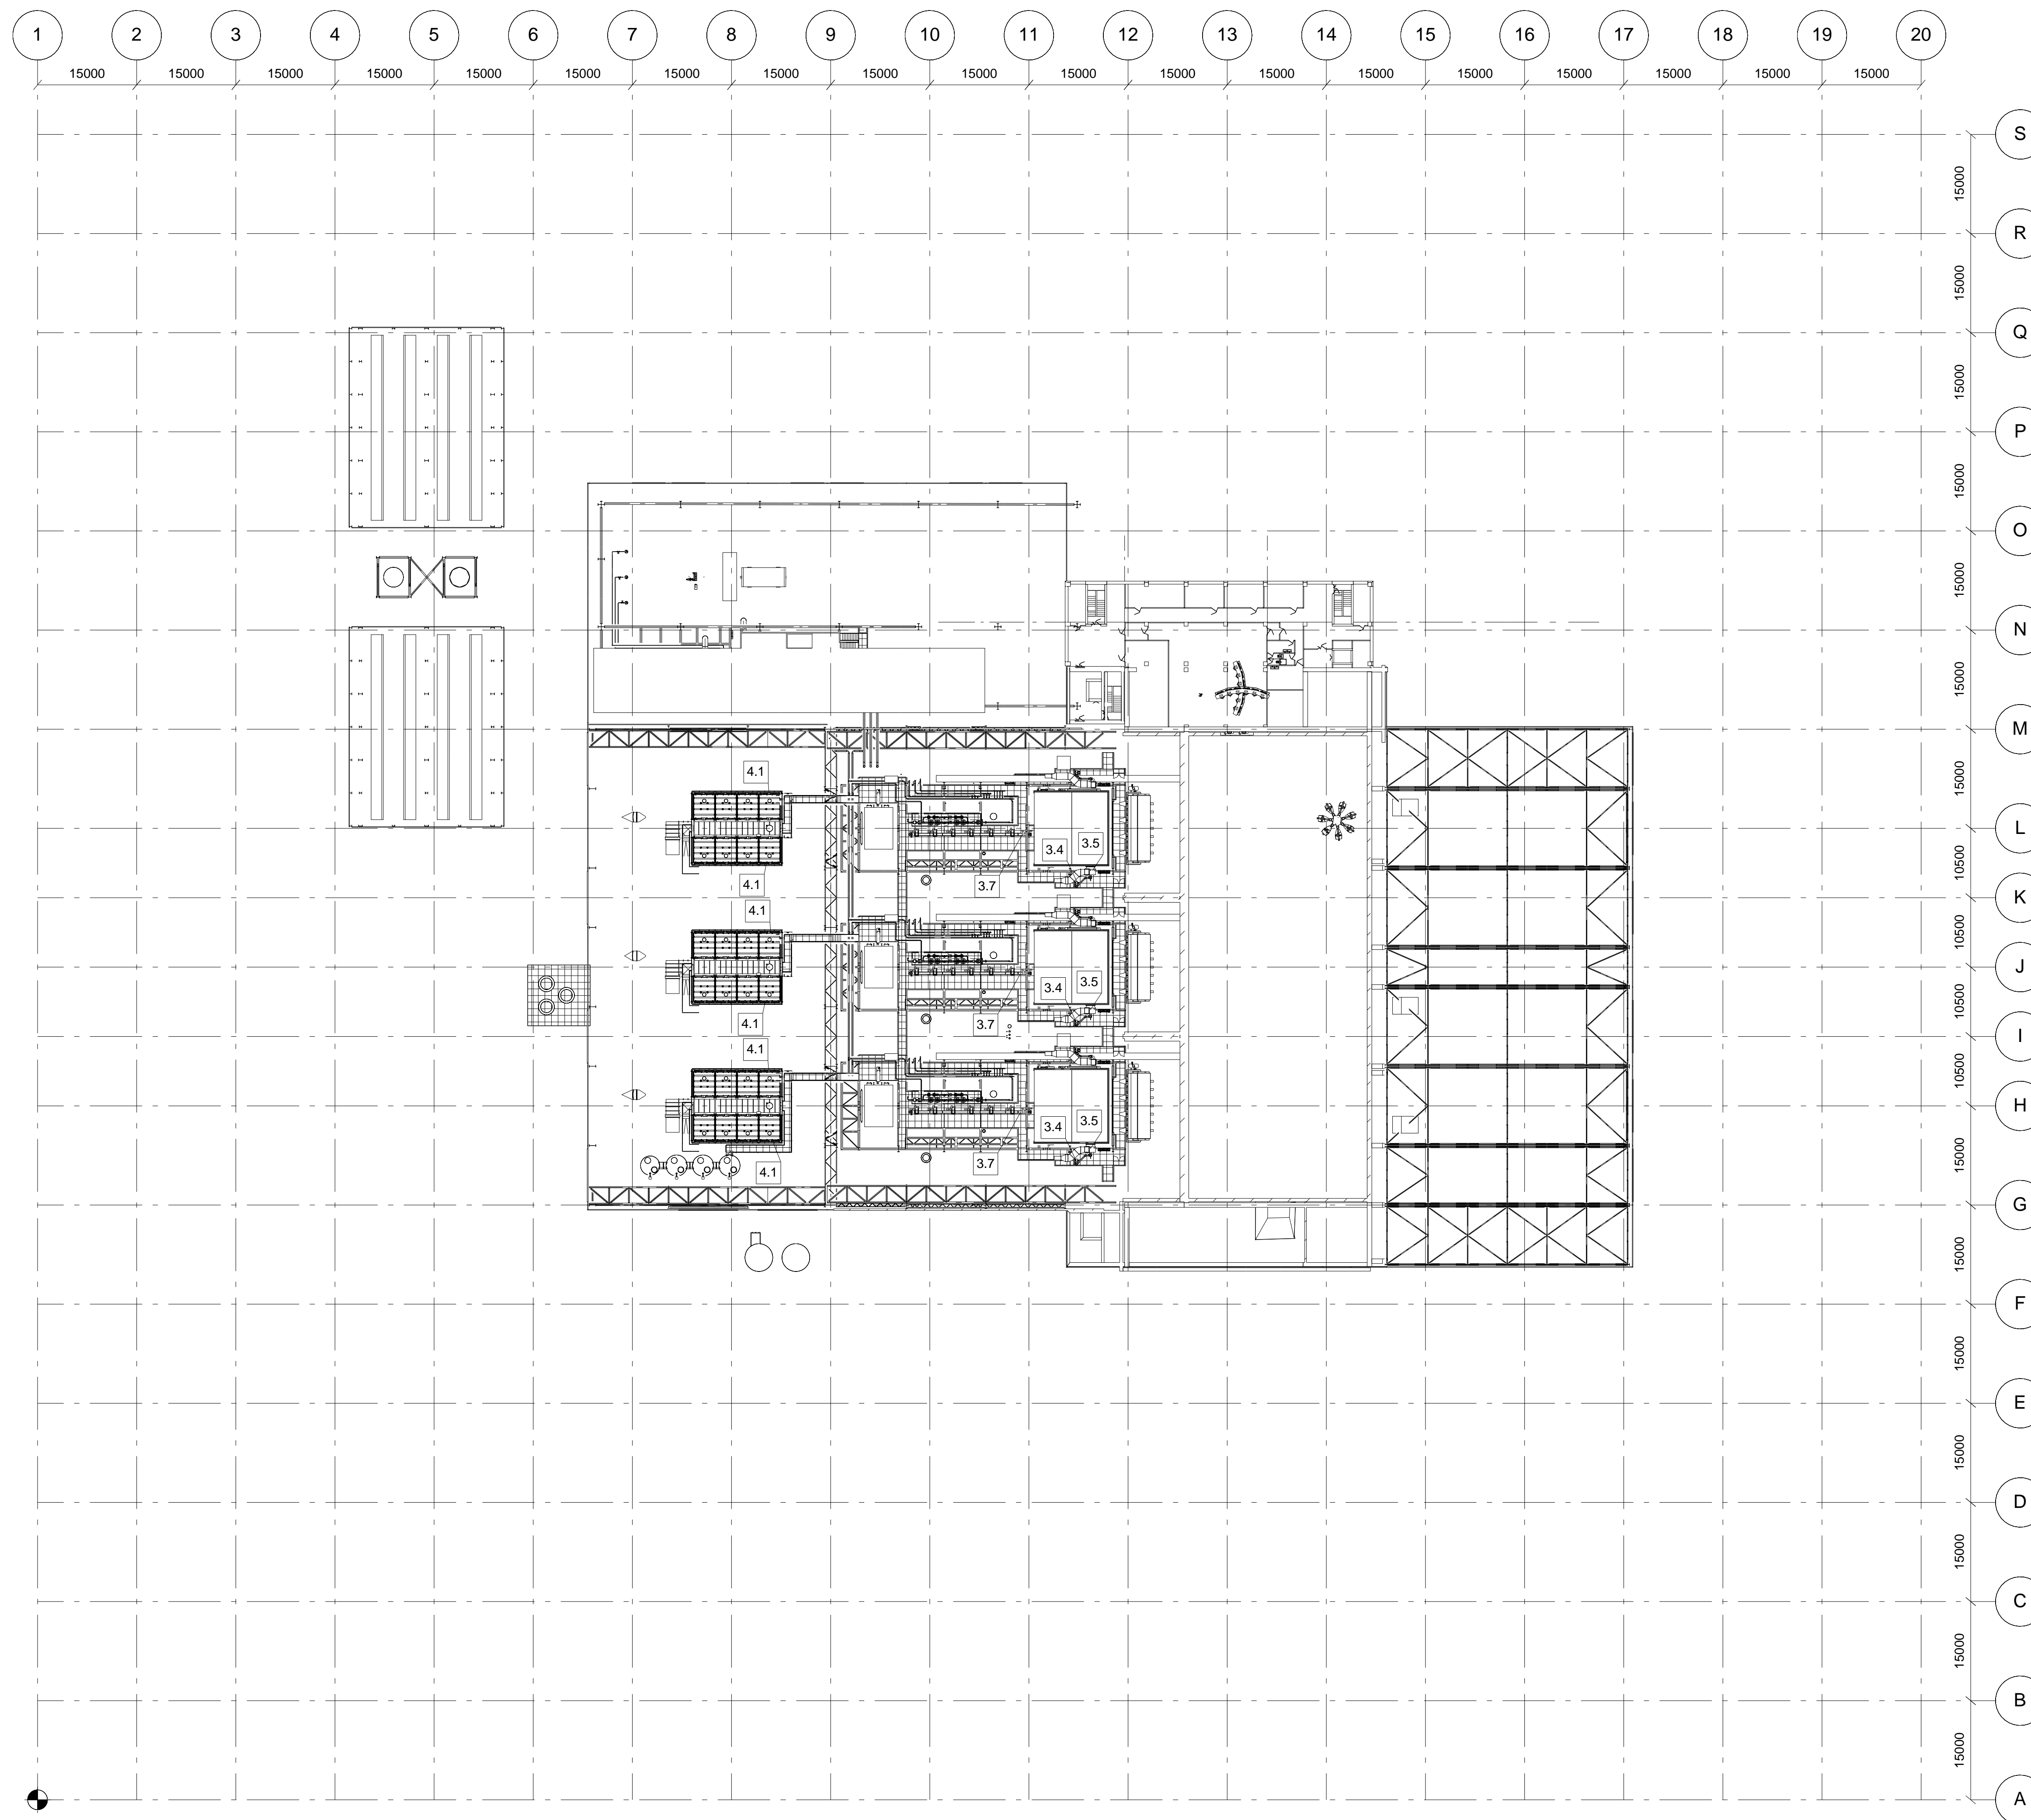 1 2 3 4 5 6 7 8 9 10 11 12 13 14 15 16 17 18 19 20
15000 15000 15000 15000 15000 15000 15000 15000 15000 15000 15000 15000 15000 15000 15000 15000 15000 15000 15000
S
15000
R
15000
Q
15000
P
15000
O
15000
N
15000
M
15000
4.1
L
3.4 3.5
10500
4.1
3.7
K
4.1
10500
J
3.4 3.5
10500
4.1
3.7
I
4.1
10500
H
3.4 3.5
15000
4.1
3.7
G
15000
F
15000
E
15000
D
15000
C
15000
B
15000
A